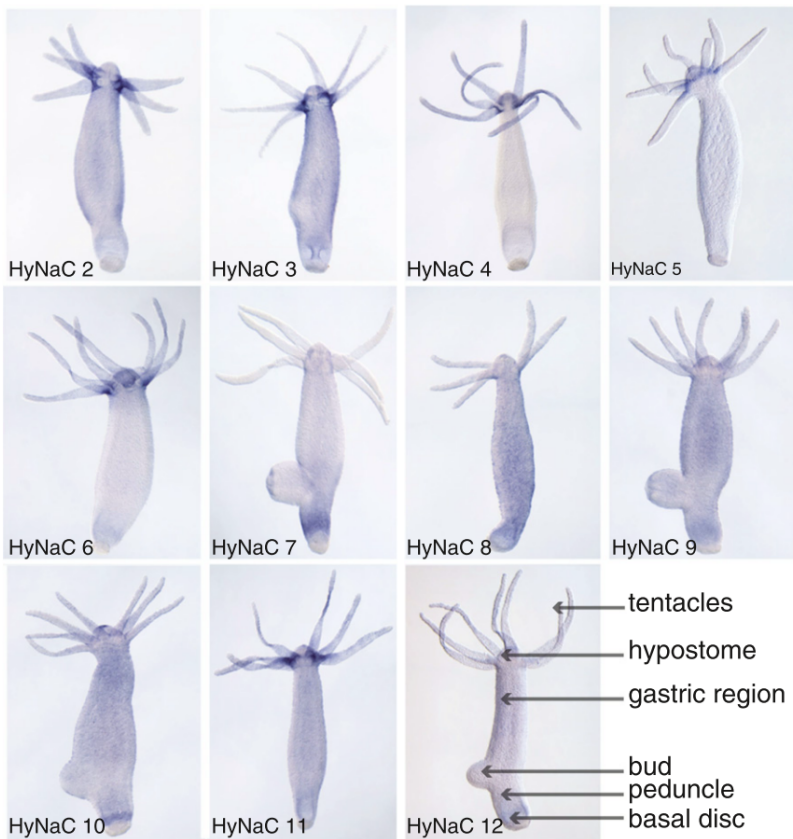 HyNaC 2
HyNaC 3
HyNaC 4
HyNaC 5
HyNaC 6
HyNaC 7
HyNaC 8
HyNaC 9
HyNaC 10
HyNaC 11
HyNaC 12
tentacles
hypostome
gastric region
bud
peduncle
basal disc